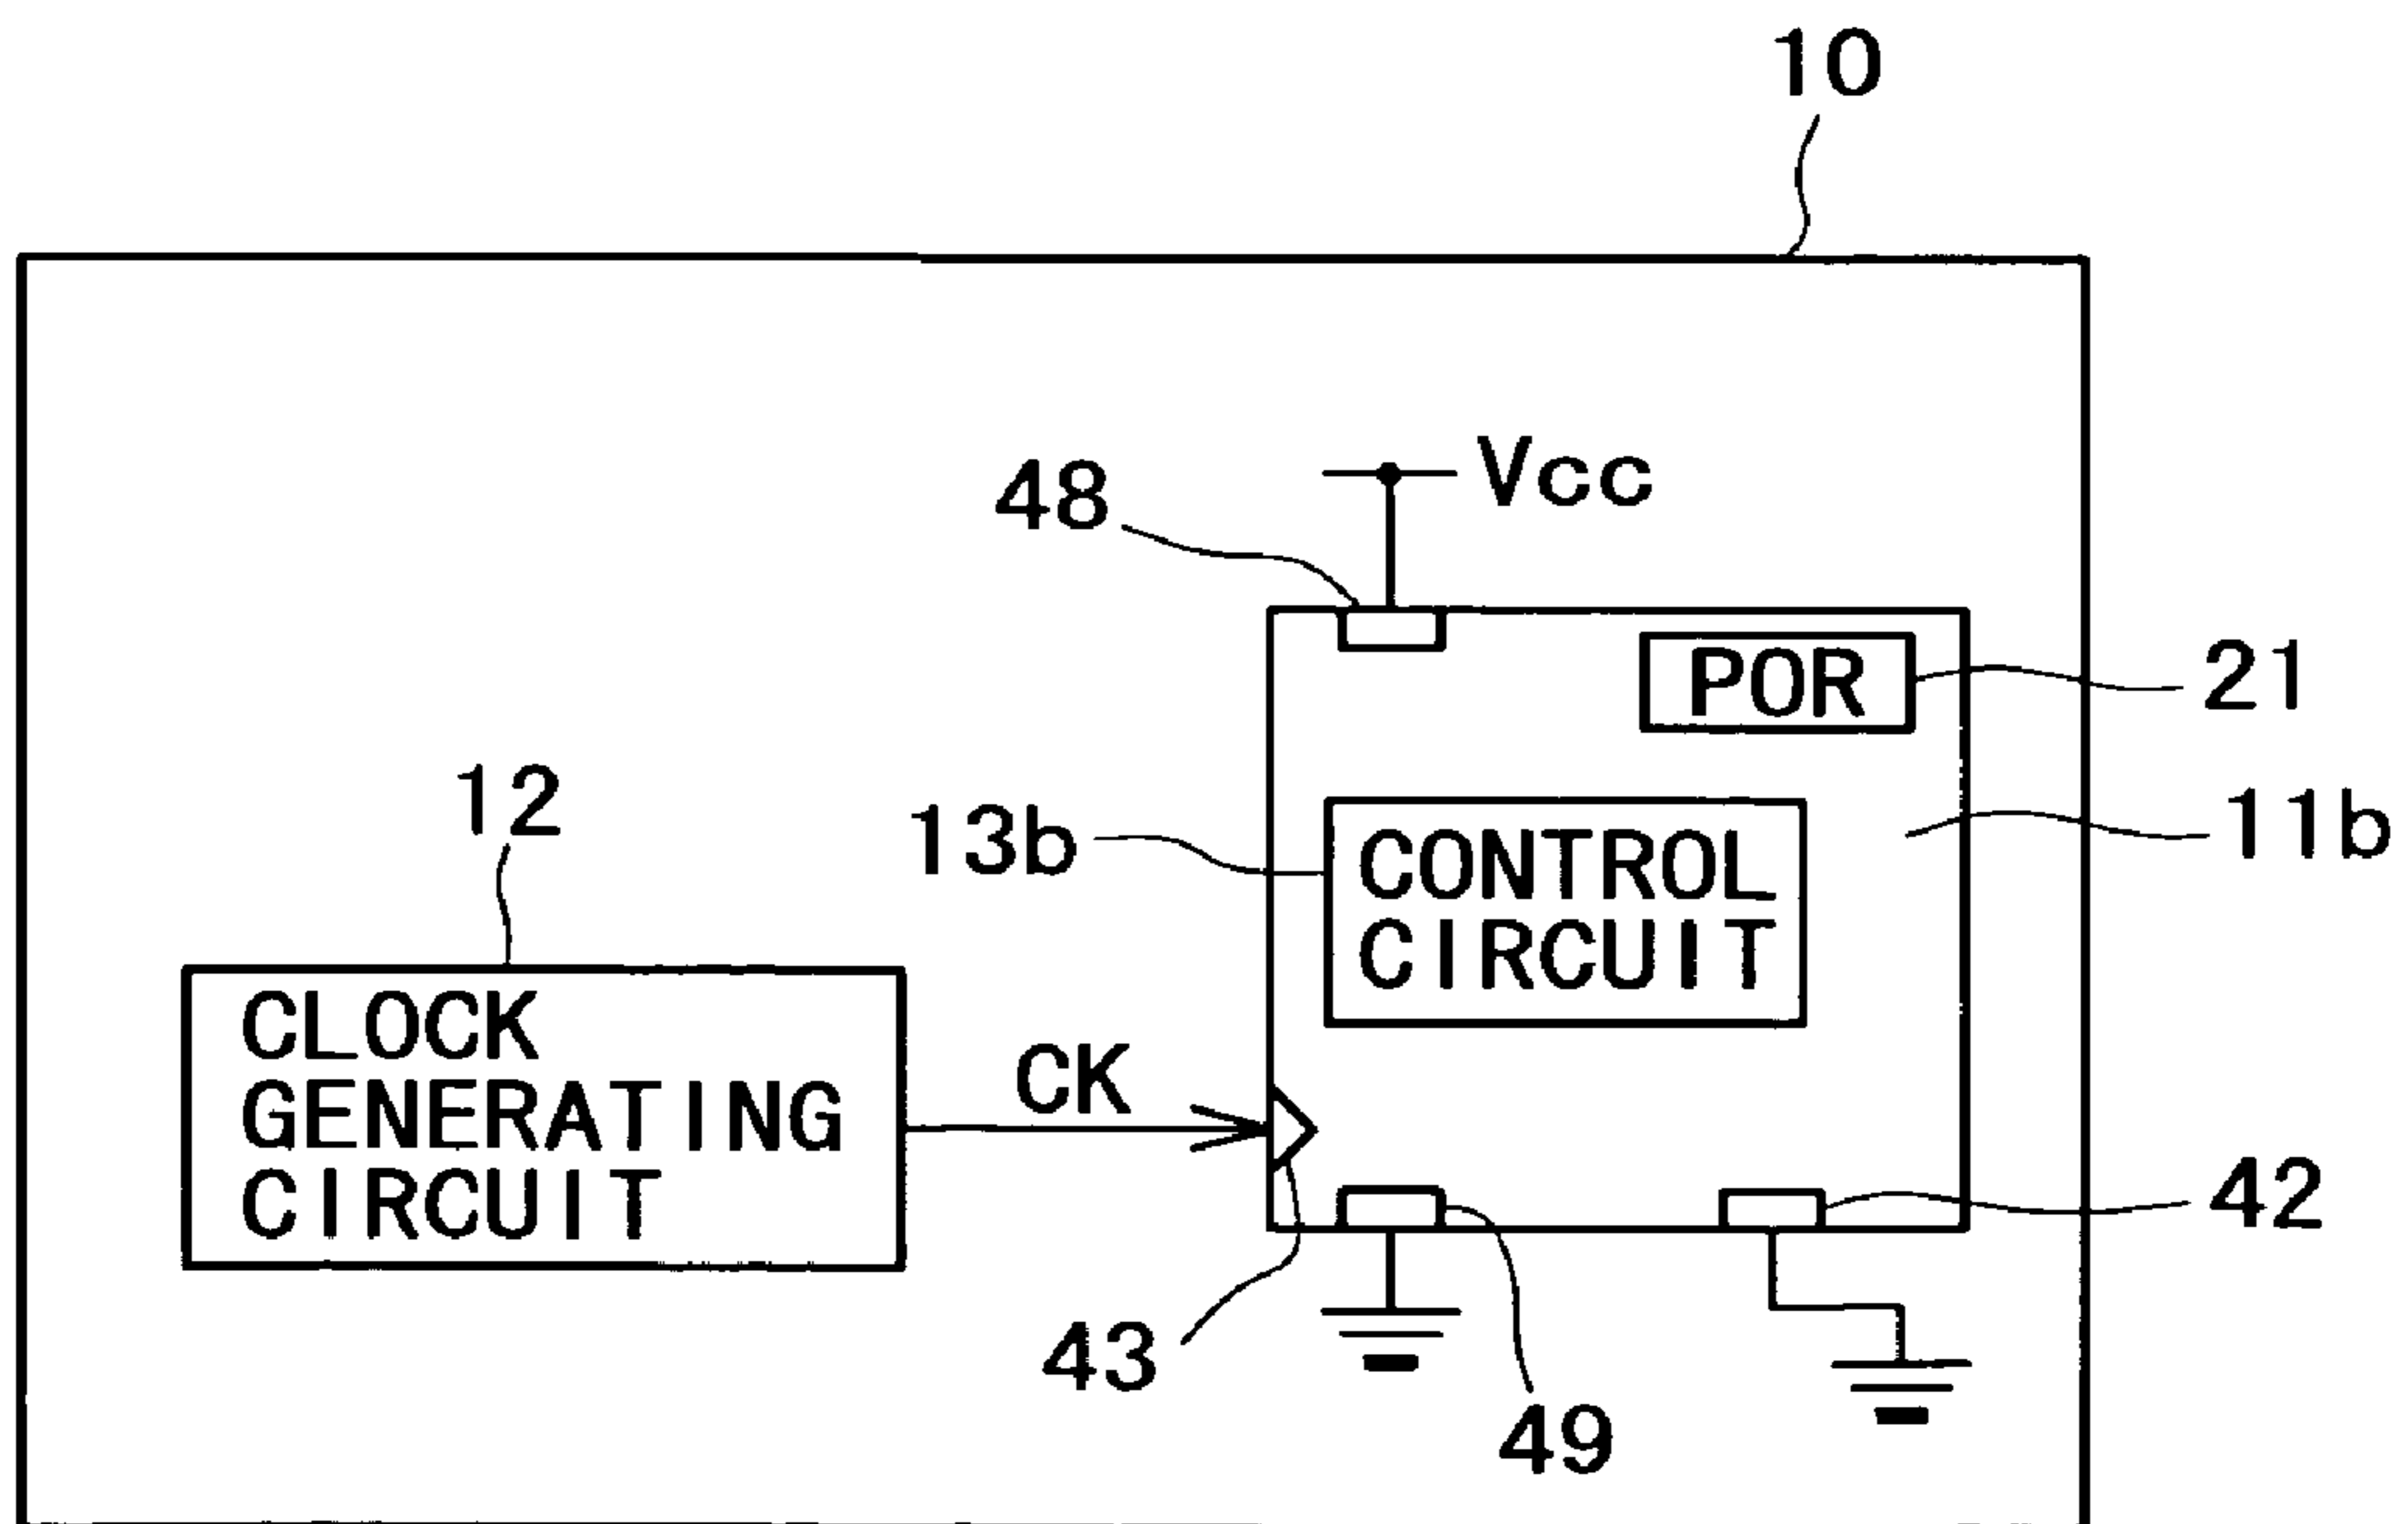 10
48
Vcc
POR
21
12
13b
CONTROL
CIRCUIT
11b
CLOCK
GENERATING
CIRCUIT
CK
42
43
49